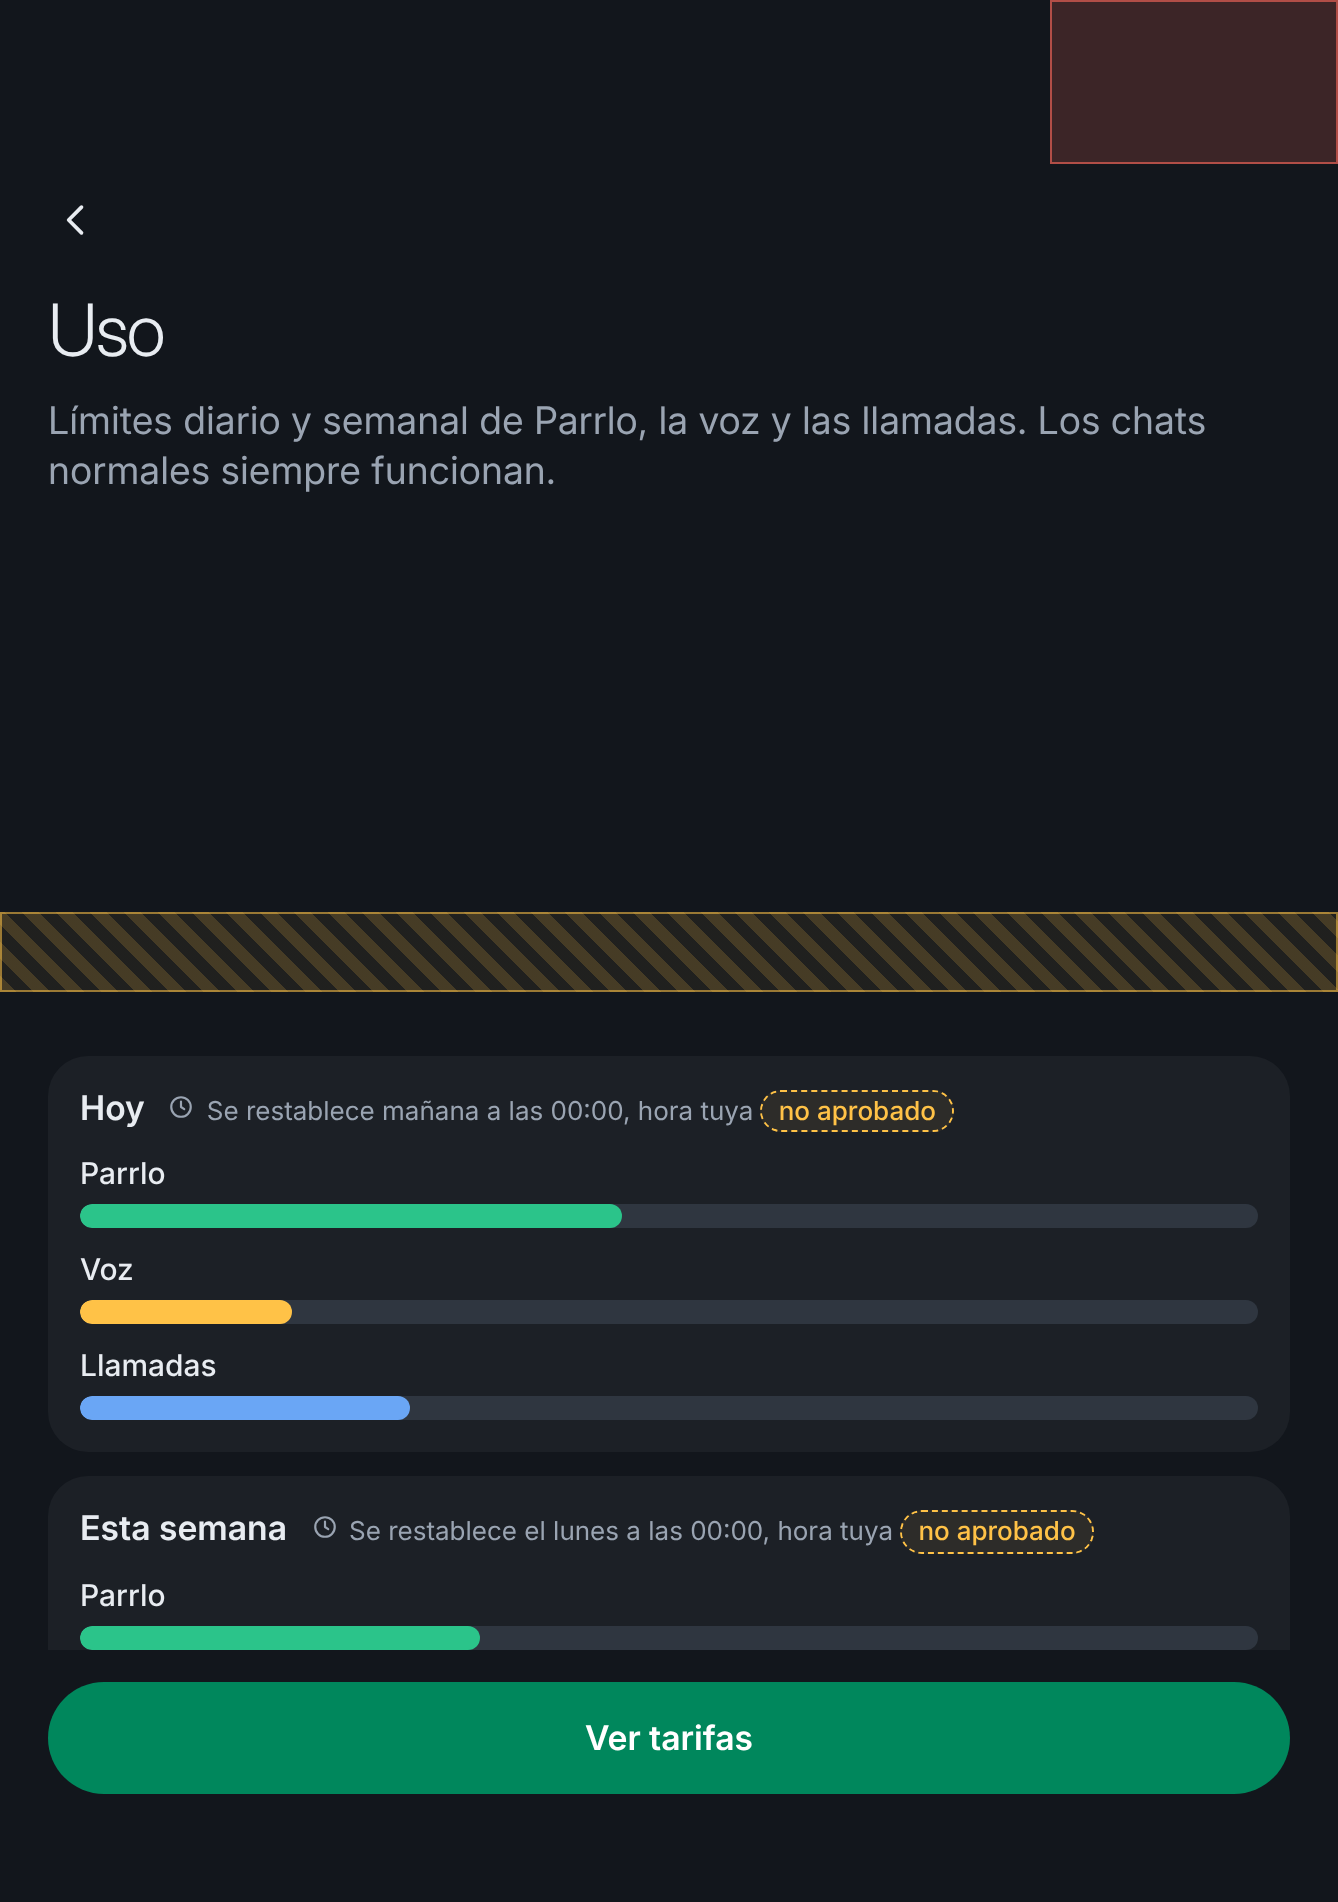 Uso
Límites diario y semanal de Parrlo, la voz y las llamadas. Los chats
normales siempre funcionan.
Hoy Se restablece mañana a las 00:00, hora tuya no aprobado
Parrlo
Voz
Llamadas
Esta semana Se restablece el lunes a las 00:00, hora tuya no aprobado
Parrlo
Ver tarifas